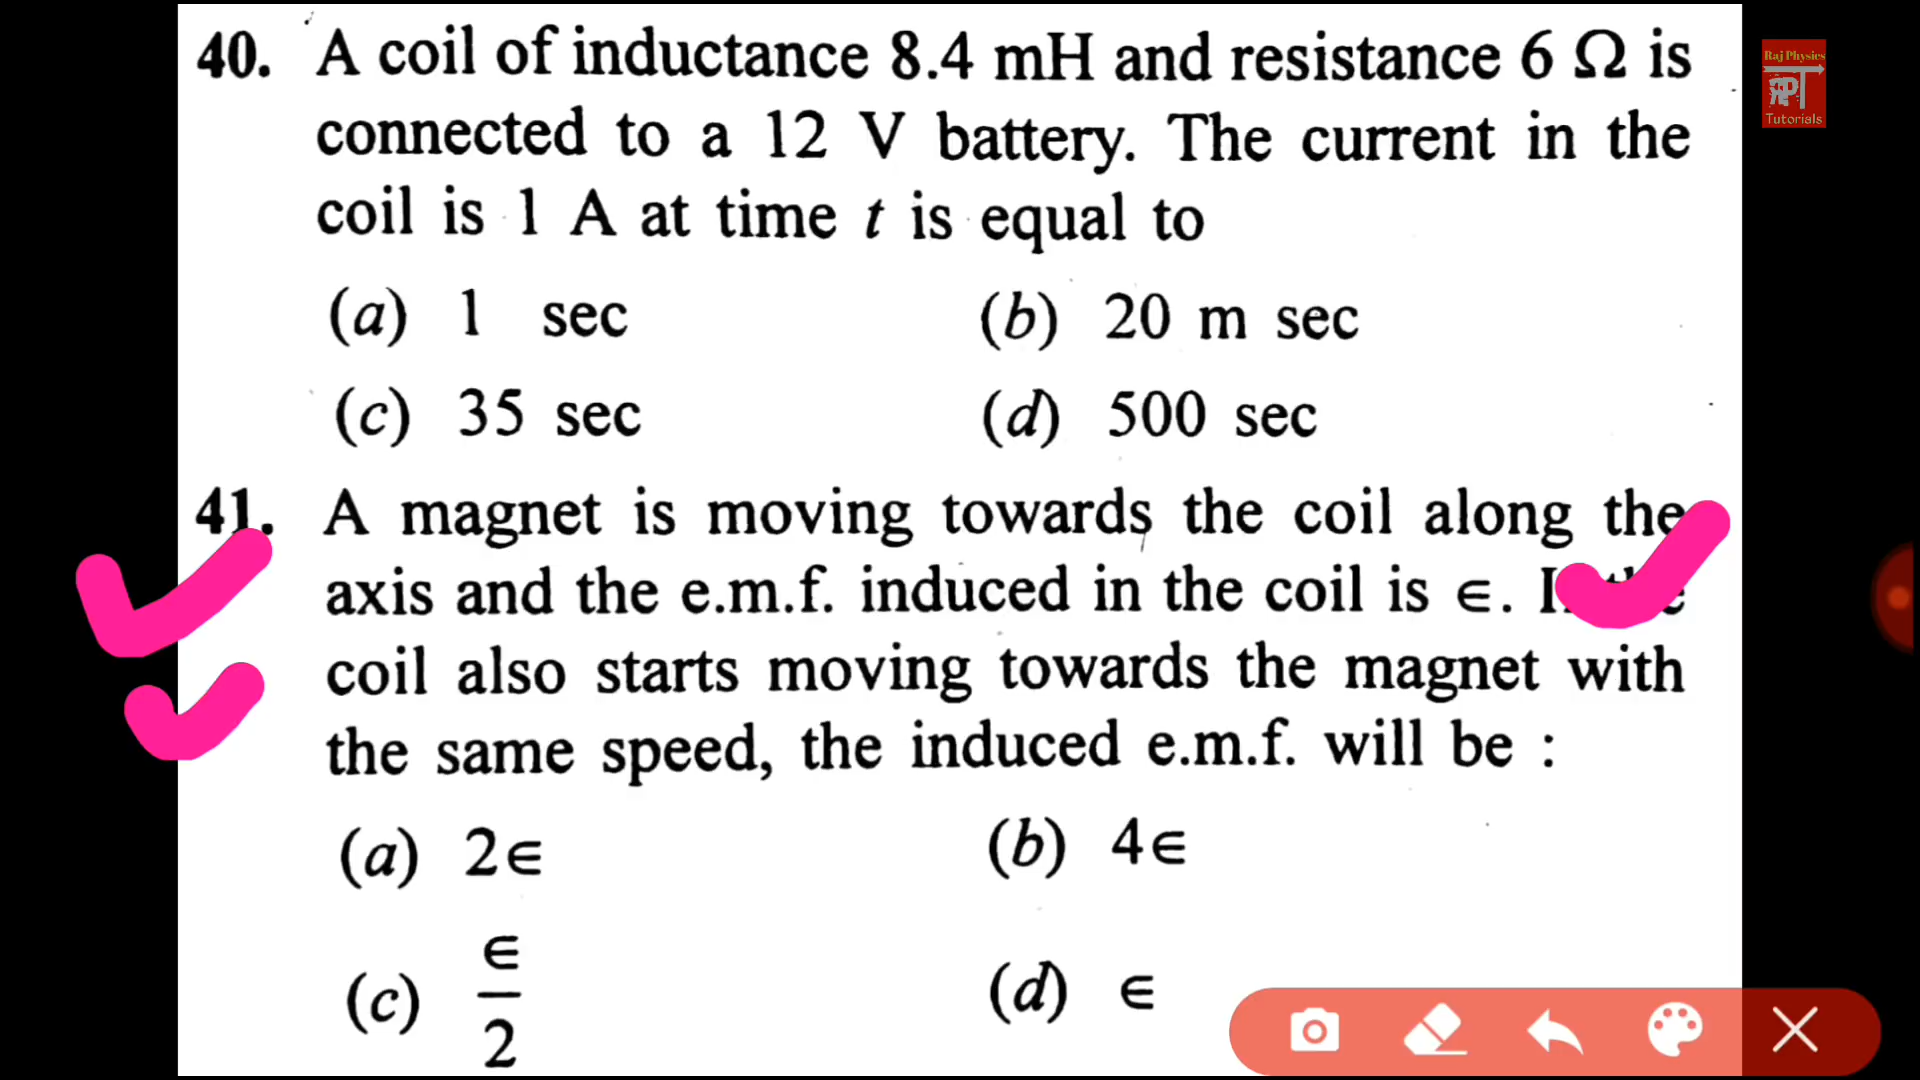 40. A coil of inductance 8.4 mH and resistance 6 Ω is
connected to a 12 V battery. The current in the
coil is 1 A at time t is equal to
(a) 1 sec (b) 20 m sec
(c) 35 sec (d) 500 sec
41. A magnet is moving towards the coil along the
axis and the e.m.f. induced in the coil is ∈.
coil also starts moving towards the magnet with
the same speed, the induced e.m.f. will be :
(a) 2∈ (b) 4∈
(c) ∈/2 (d) ∈
Raj Physics
RPT
Tutorials